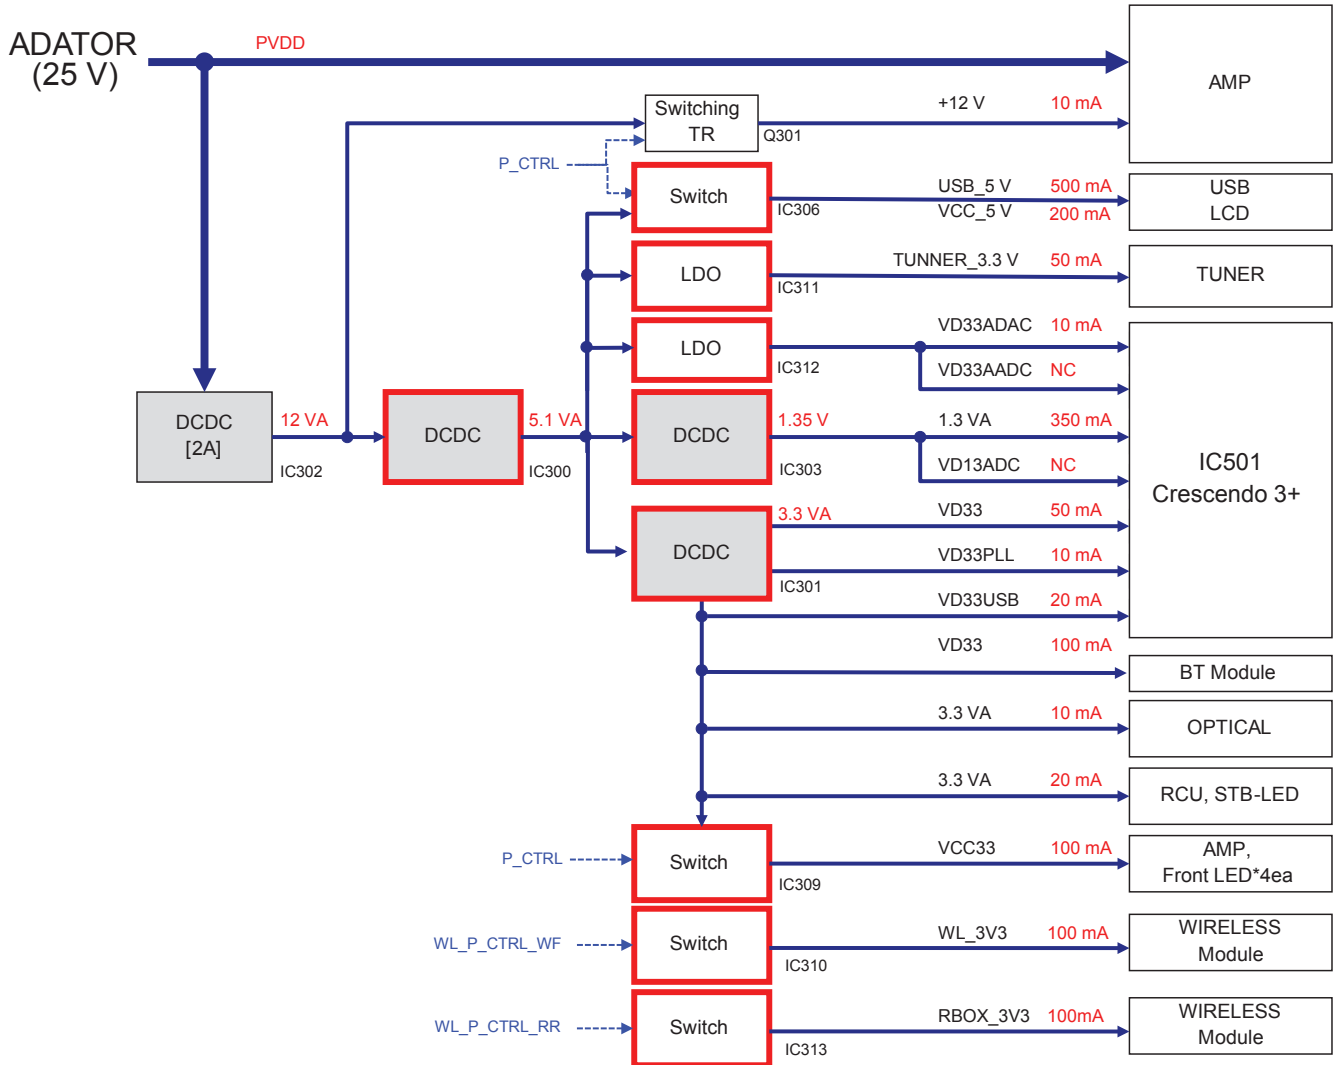 ADATOR
(25 V)
PVDD
AMP
Switching
TR
Q301
+12 V 10 mA
P_CTRL
Switch
IC306
USB_5 V 500 mA
VCC_5 V 200 mA
USB
LCD
LDO
IC311
TUNNER_3.3 V 50 mA
TUNER
LDO
IC312
VD33ADAC 10 mA
VD33AADC NC
DCDC
[2A]
12 VA
IC302
DCDC
5.1 VA
IC300
DCDC
1.35 V
IC303
1.3 VA 350 mA
VD13ADC NC
IC501
Crescendo 3+
DCDC
3.3 VA
IC301
VD33 50 mA
VD33PLL 10 mA
VD33USB 20 mA
VD33 100 mA
BT Module
3.3 VA 10 mA
OPTICAL
3.3 VA 20 mA
RCU, STB-LED
P_CTRL
Switch
IC309
VCC33 100 mA
AMP,
Front LED*4ea
WL_P_CTRL_WF
Switch
IC310
WL_3V3 100 mA
WIRELESS
Module
WL_P_CTRL_RR
Switch
IC313
RBOX_3V3 100mA
WIRELESS
Module